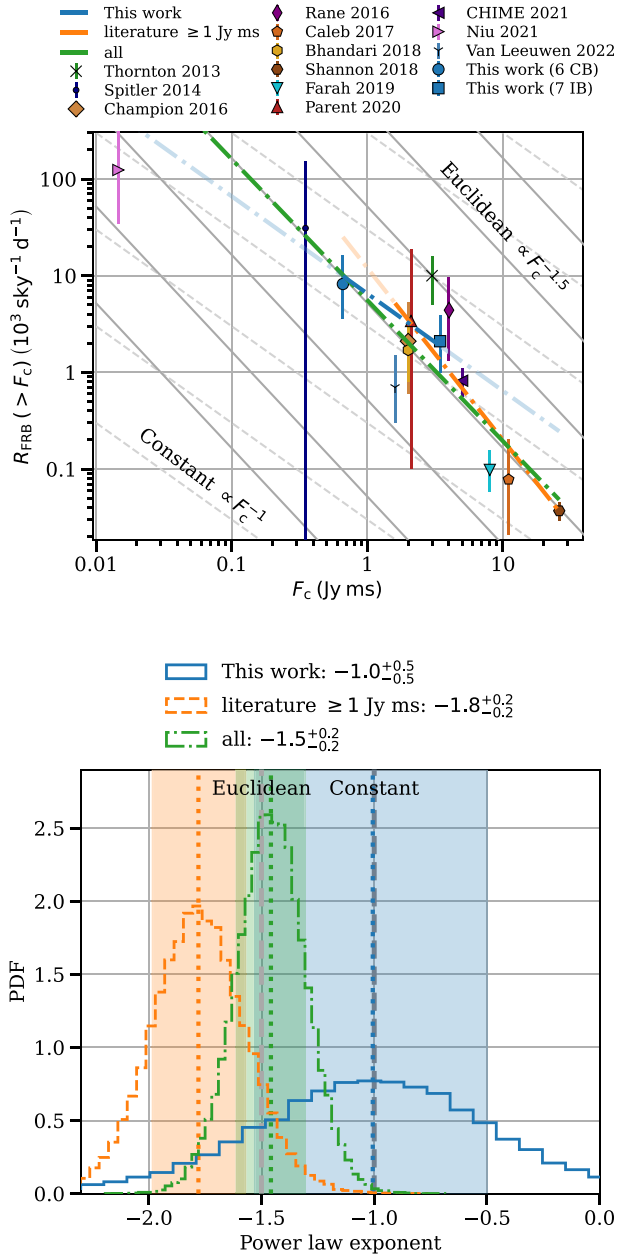 This work
literature ≥ 1 Jy ms
all
Thornton 2013
Spitler 2014
Champion 2016
Rane 2016
Caleb 2017
Bhandari 2018
Shannon 2018
Farah 2019
Parent 2020
CHIME 2021
Niu 2021
Van Leeuwen 2022
This work (6 CB)
This work (7 IB)
R_FRB ( > F_c) (10³ sky⁻¹ d⁻¹)
100
10
1
0.1
Euclidean ∝F_c^−1.5
Constant ∝F_c^−1
0.01
0.1
1
10
F_c (Jy ms)
This work: −1.0^{+0.5}_{−0.5}
literature ≥ 1 Jy ms: −1.8^{+0.2}_{−0.2}
all: −1.5^{+0.2}_{−0.2}
Euclidean
Constant
PDF
2.5
2.0
1.5
1.0
0.5
0.0
−2.0
−1.5
−1.0
−0.5
0.0
Power law exponent